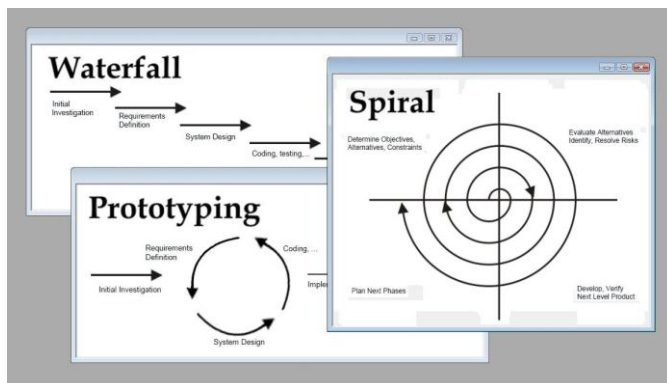 Waterfall
Initial
Investigation
Requirements
Definition
System Design
Coding, testing,...
Prototyping
Requirements
Definition
Coding, ...
Initial Investigation
System Design
Spiral
Determine Objectives,
Alternatives, Constraints
Evaluate Alternatives
Identify, Resolve Risks
Plan Next Phases
Develop, Verify
Next Level Product